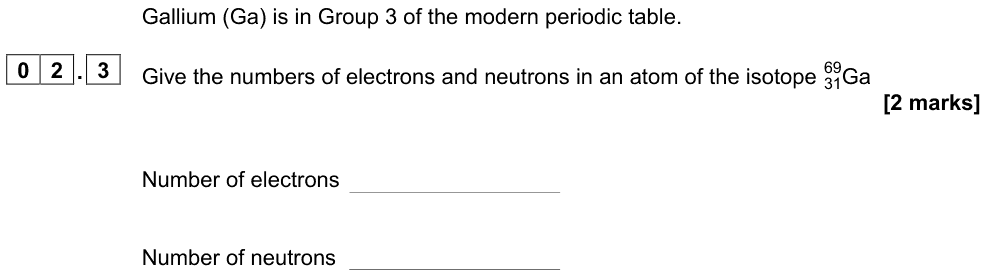 Gallium (Ga) is in Group 3 of the modern periodic table.
0 2 . 3 Give the numbers of electrons and neutrons in an atom of the isotope ⁶⁹₃₁Ga
[2 marks]
Number of electrons
Number of neutrons